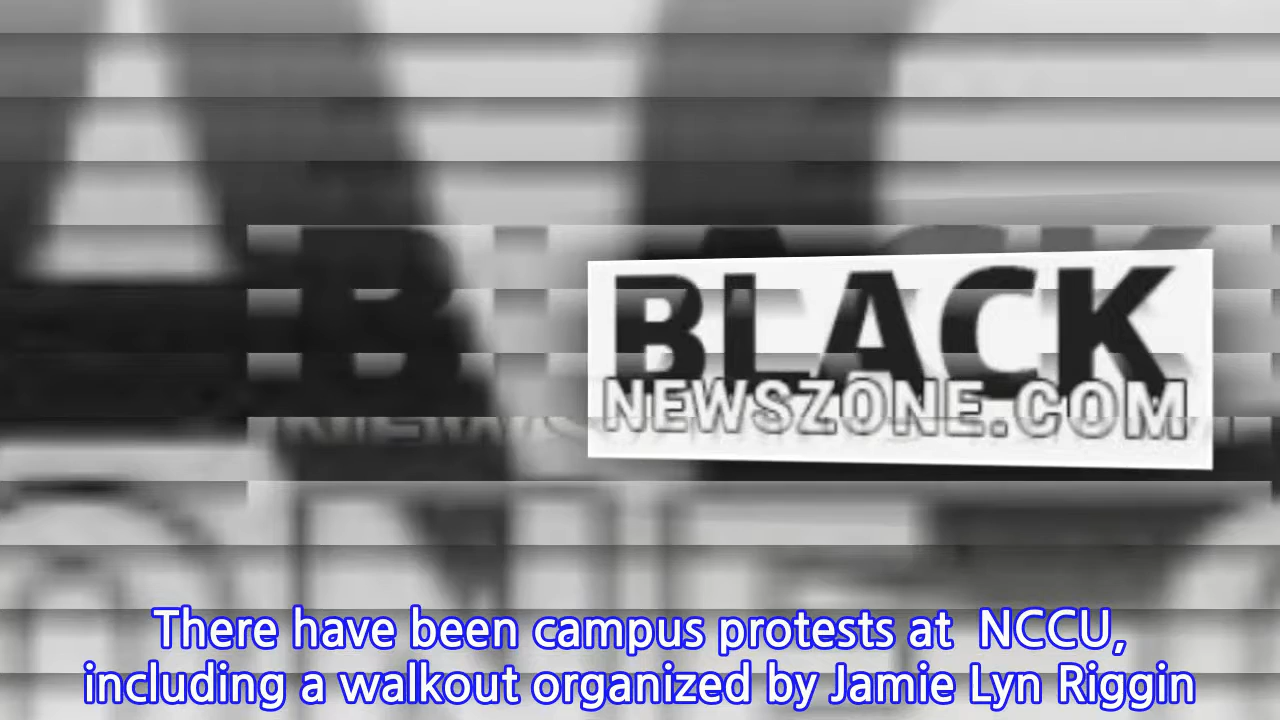 BLACK
NEWSZONE.COM
There have been campus protests at  NCCU,
including a walkout organized by Jamie Lyn Riggin